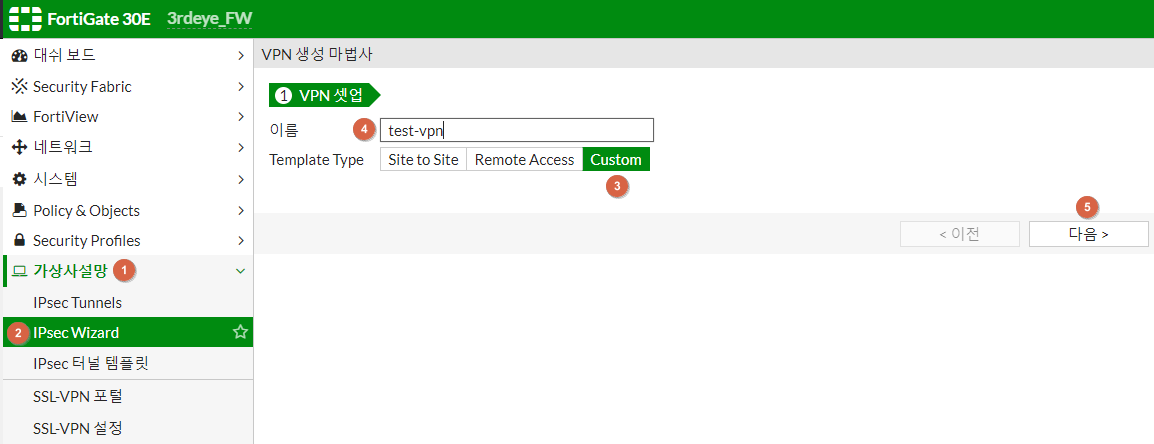 FortiGate 30E 3rdeye_FW
대쉬 보드
Security Fabric
FortiView
네트워크
시스템
Policy & Objects
Security Profiles
가상사설망 1
IPsec Tunnels
2 IPsec Wizard
IPsec 터널 템플릿
SSL-VPN 포털
SSL-VPN 설정
VPN 생성 마법사
1 VPN 셋업
이름 4 test-vpn
Template Type Site to Site Remote Access Custom
3
5
< 이전 다음 >